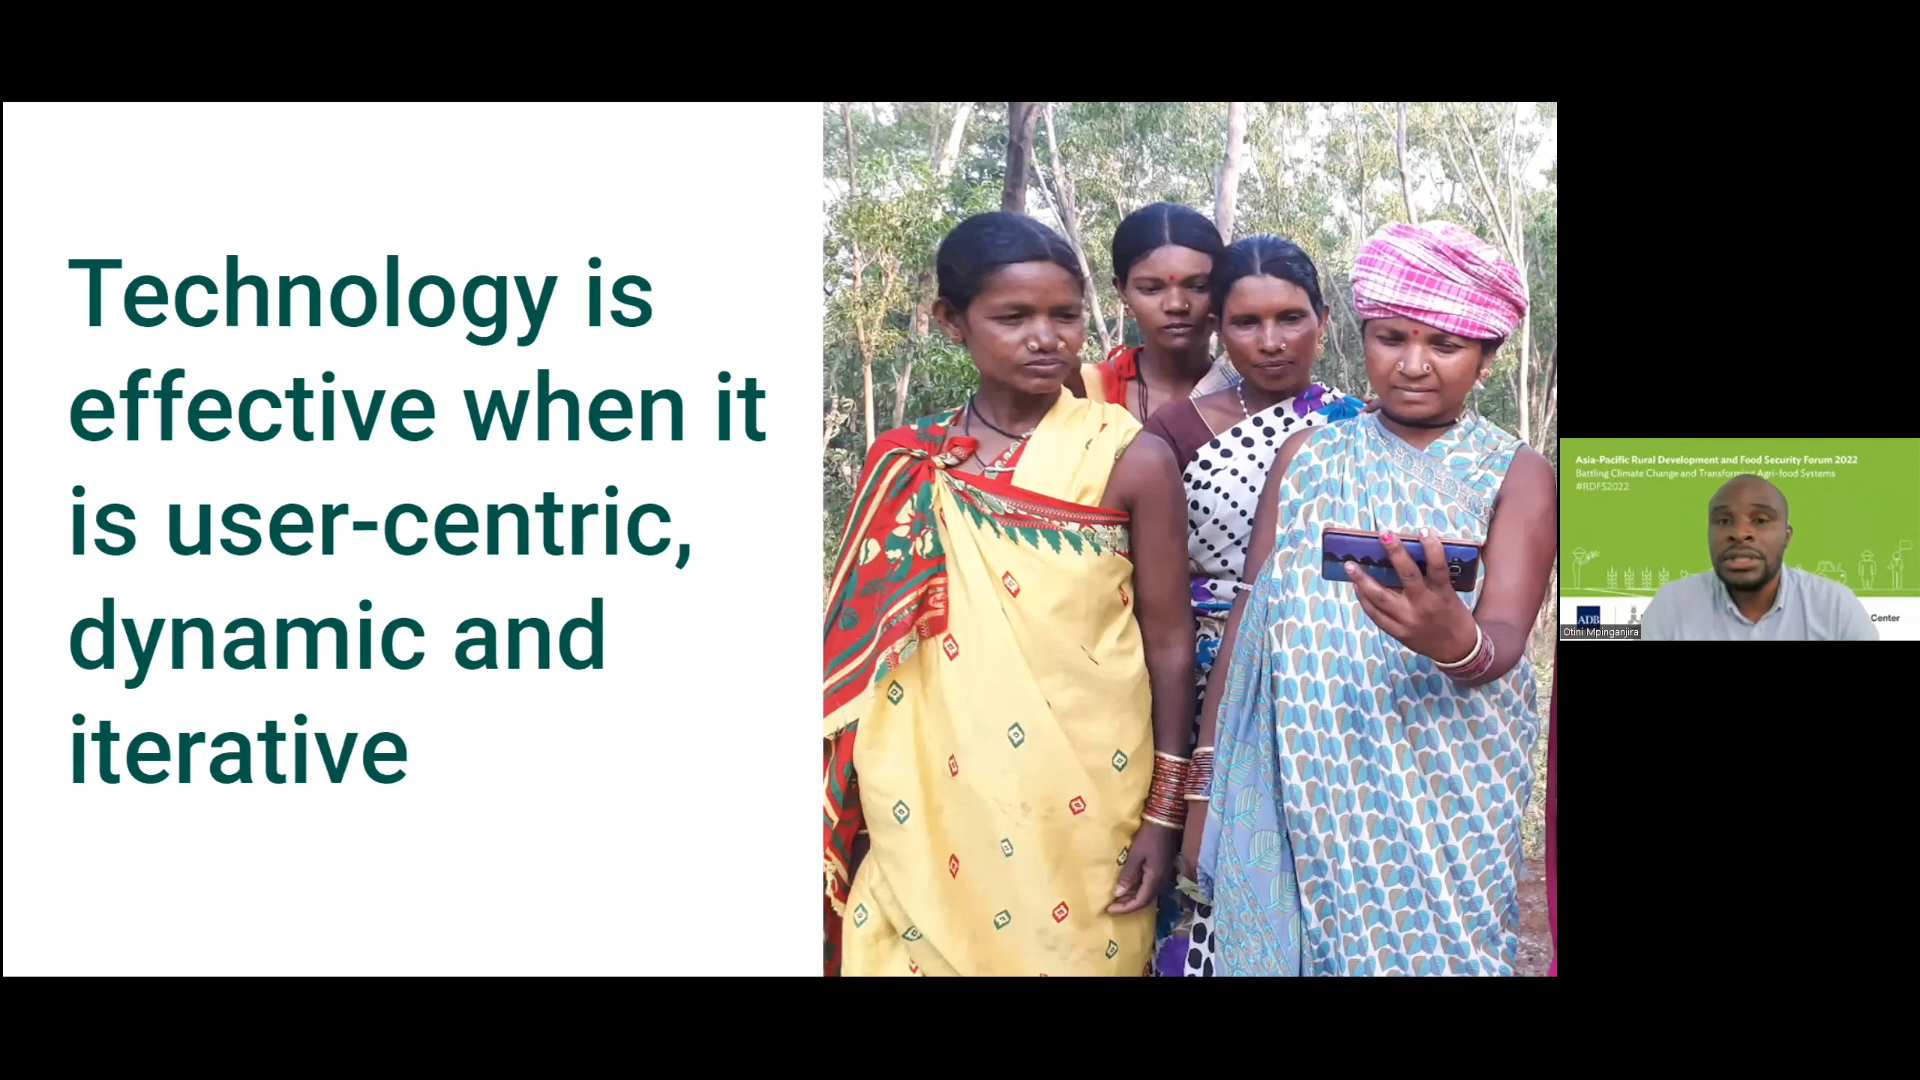 Technology is
effective when it
is user-centric,
dynamic and
iterative
Asia-Pacific Rural Development and Food Security Forum 2022
Battling Climate Change and Transforming Agri-food Systems
#RDFS2022
ADB
Center
Otini Mpinganjira